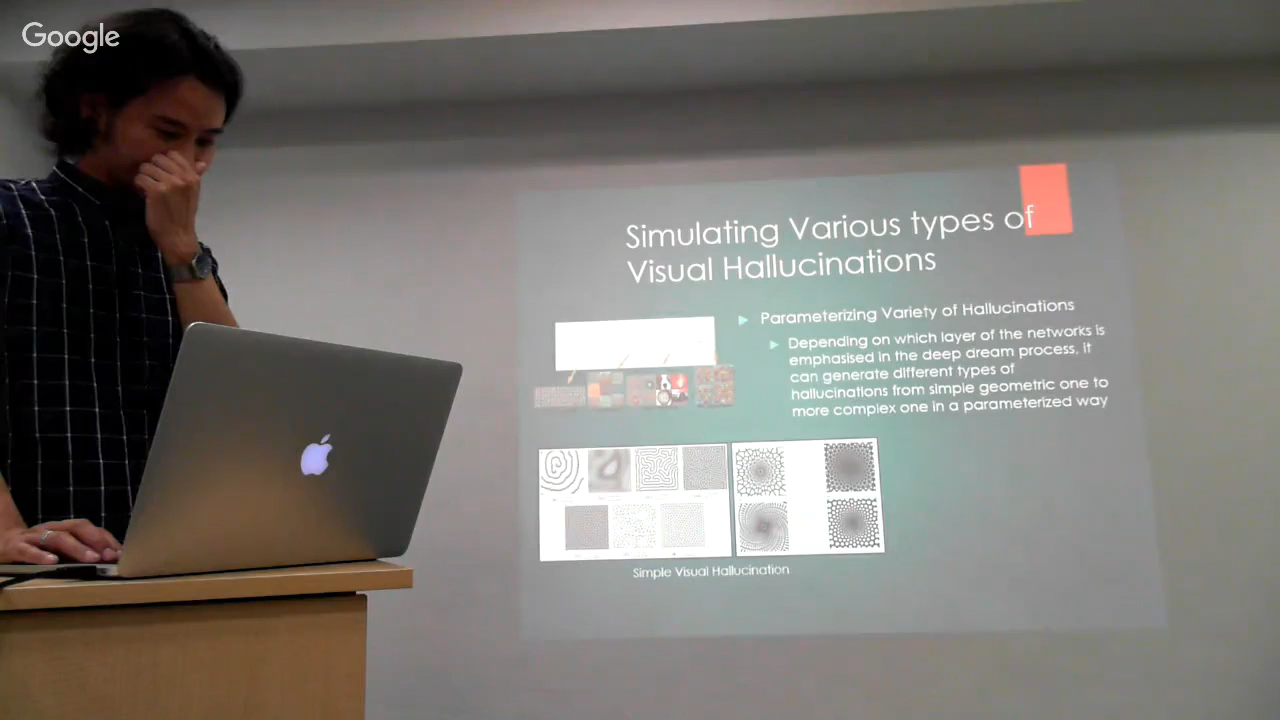 Google
Simulating Various types of
Visual Hallucinations
Parameterizing Variety of Hallucinations
Depending on which layer of the networks is
emphasised in the deep dream process, it
can generate different types of
hallucinations from simple geometric one to
more complex one in a parameterized way
Simple Visual Hallucination